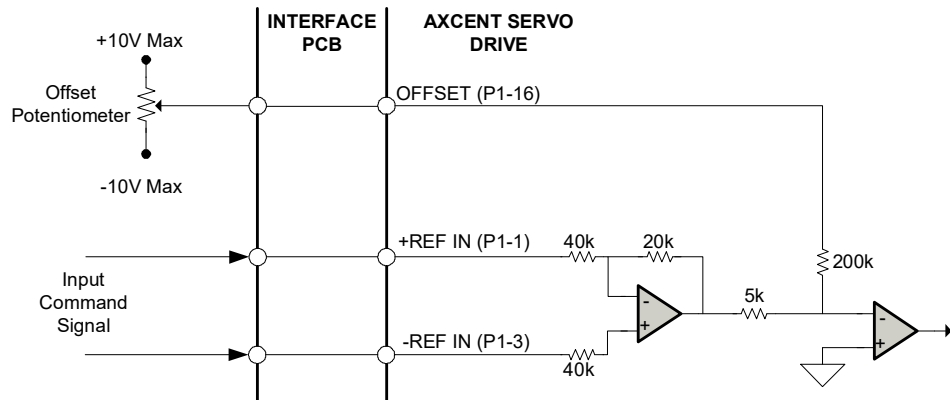 INTERFACE
PCB
AXCENT SERVO
DRIVE
+10V Max
Offset
Potentiometer
-10V Max
OFFSET (P1-16)
+REF IN (P1-1)
40k
20k
200k
Input
Command
Signal
5k
-
+
-
+
-REF IN (P1-3)
40k